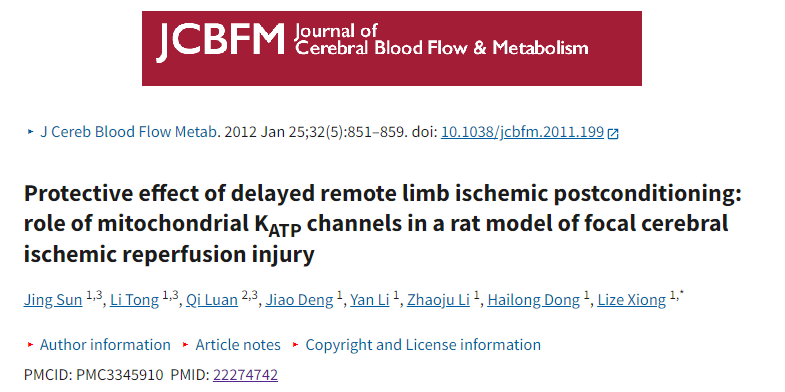 JCBFM Journal of
Cerebral Blood Flow & Metabolism
‣ J Cereb Blood Flow Metab. 2012 Jan 25;32(5):851–859. doi: 10.1038/jcbfm.2011.199
Protective effect of delayed remote limb ischemic postconditioning:
role of mitochondrial KATP channels in a rat model of focal cerebral
ischemic reperfusion injury
Jing Sun 1,3, Li Tong 1,3, Qi Luan 2,3, Jiao Deng 1, Yan Li 1, Zhaoju Li 1, Hailong Dong 1, Lize Xiong 1,*
‣ Author information ‣ Article notes ‣ Copyright and License information
PMCID: PMC3345910 PMID: 22274742